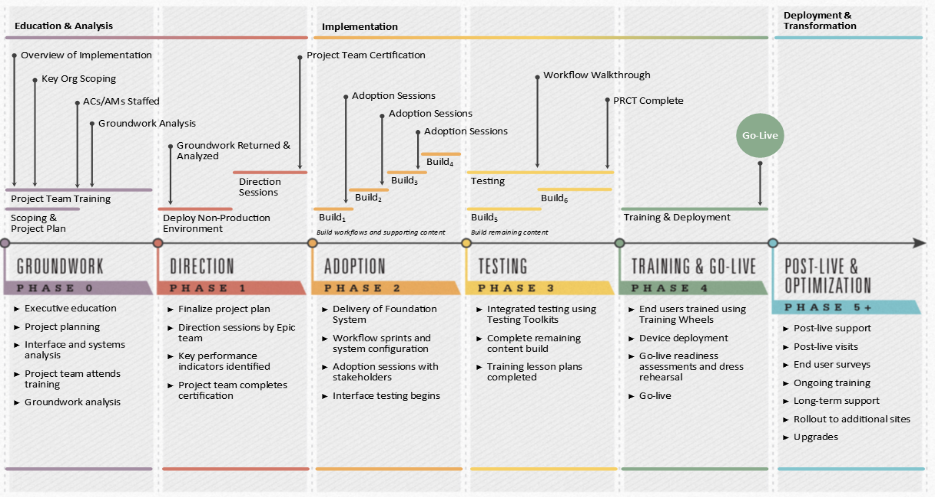 Education & Analysis
Implementation
Deployment &
Transformation
Overview of Implementation
Key Org Scoping
ACs/AMs Staffed
Groundwork Analysis
Project Team Training
Scoping &
Project Plan
Groundwork Returned &
Analyzed
Direction
Sessions
Deploy Non-Production
Environment
Project Team Certification
Adoption Sessions
Adoption Sessions
Adoption Sessions
Build4
Build3
Build2
Build1
Build workflows and supporting content
Workflow Walkthrough
PRCT Complete
Testing
Build6
Build5
Build remaining content
Go-Live
Training & Deployment
GROUNDWORK
PHASE 0
► Executive education
► Project planning
► Interface and systems
analysis
► Project team attends
training
► Groundwork analysis
DIRECTION
PHASE 1
► Finalize project plan
► Direction sessions by Epic
team
► Key performance
indicators identified
► Project team completes
certification
ADOPTION
PHASE 2
► Delivery of Foundation
System
► Workflow sprints and
system configuration
► Adoption sessions with
stakeholders
► Interface testing begins
TESTING
PHASE 3
► Integrated testing using
Testing Toolkits
► Complete remaining
content build
► Training lesson plans
completed
TRAINING & GO-LIVE
PHASE 4
► End users trained using
Training Wheels
► Device deployment
► Go-live readiness
assessments and dress
rehearsal
► Go-live
POST-LIVE &
OPTIMIZATION
PHASE 5+
► Post-live support
► Post-live visits
► End user surveys
► Ongoing training
► Long-term support
► Rollout to additional sites
► Upgrades